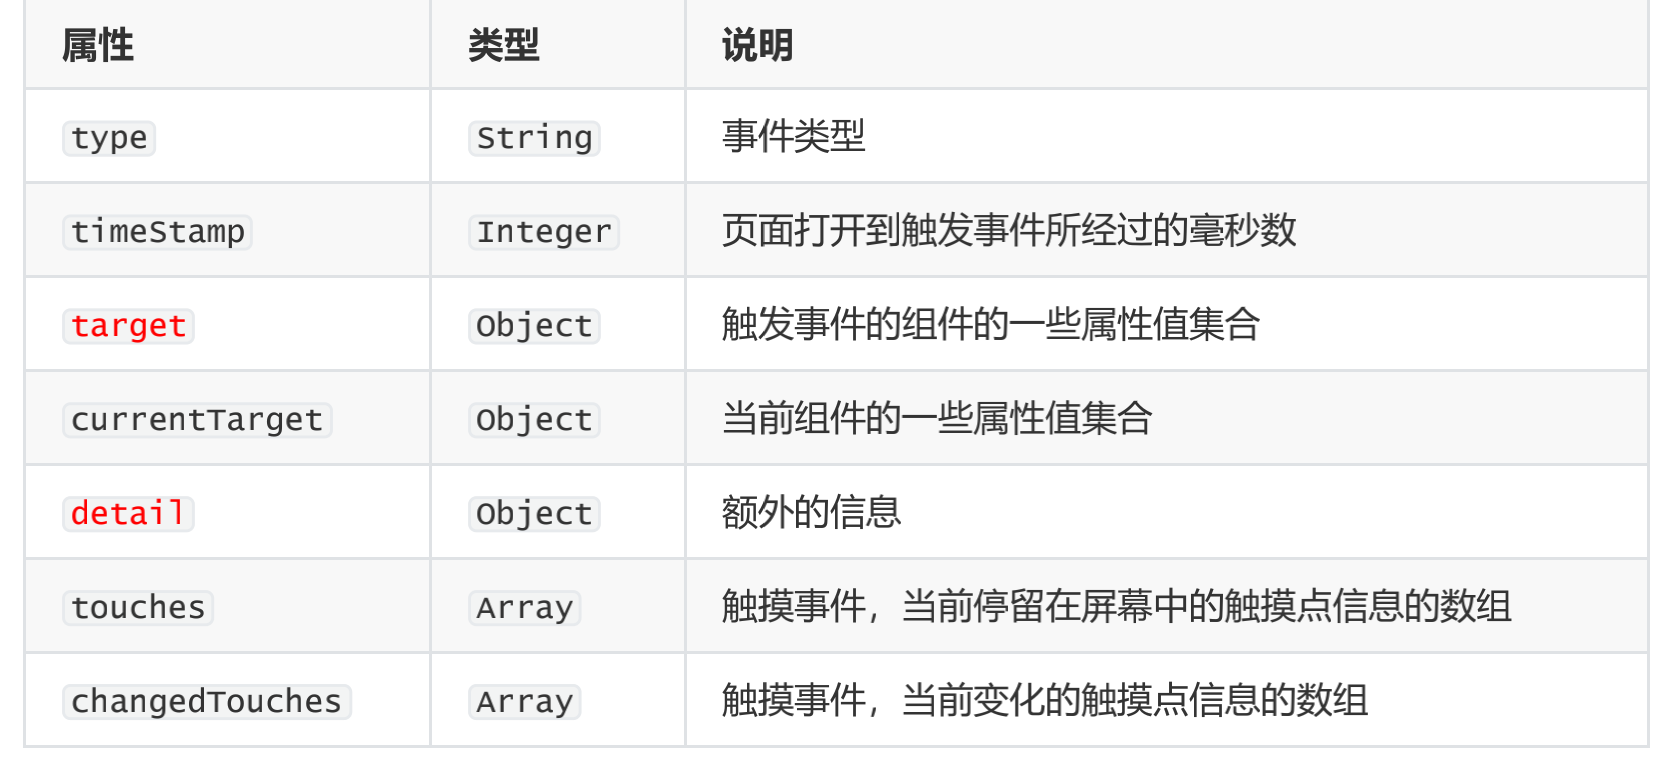 属性 类型 说明
type String 事件类型
timeStamp Integer 页面打开到触发事件所经过的毫秒数
target Object 触发事件的组件的一些属性值集合
currentTarget Object 当前组件的一些属性值集合
detail Object 额外的信息
touches Array 触摸事件，当前停留在屏幕中的触摸点信息的数组
changedTouches Array 触摸事件，当前变化的触摸点信息的数组